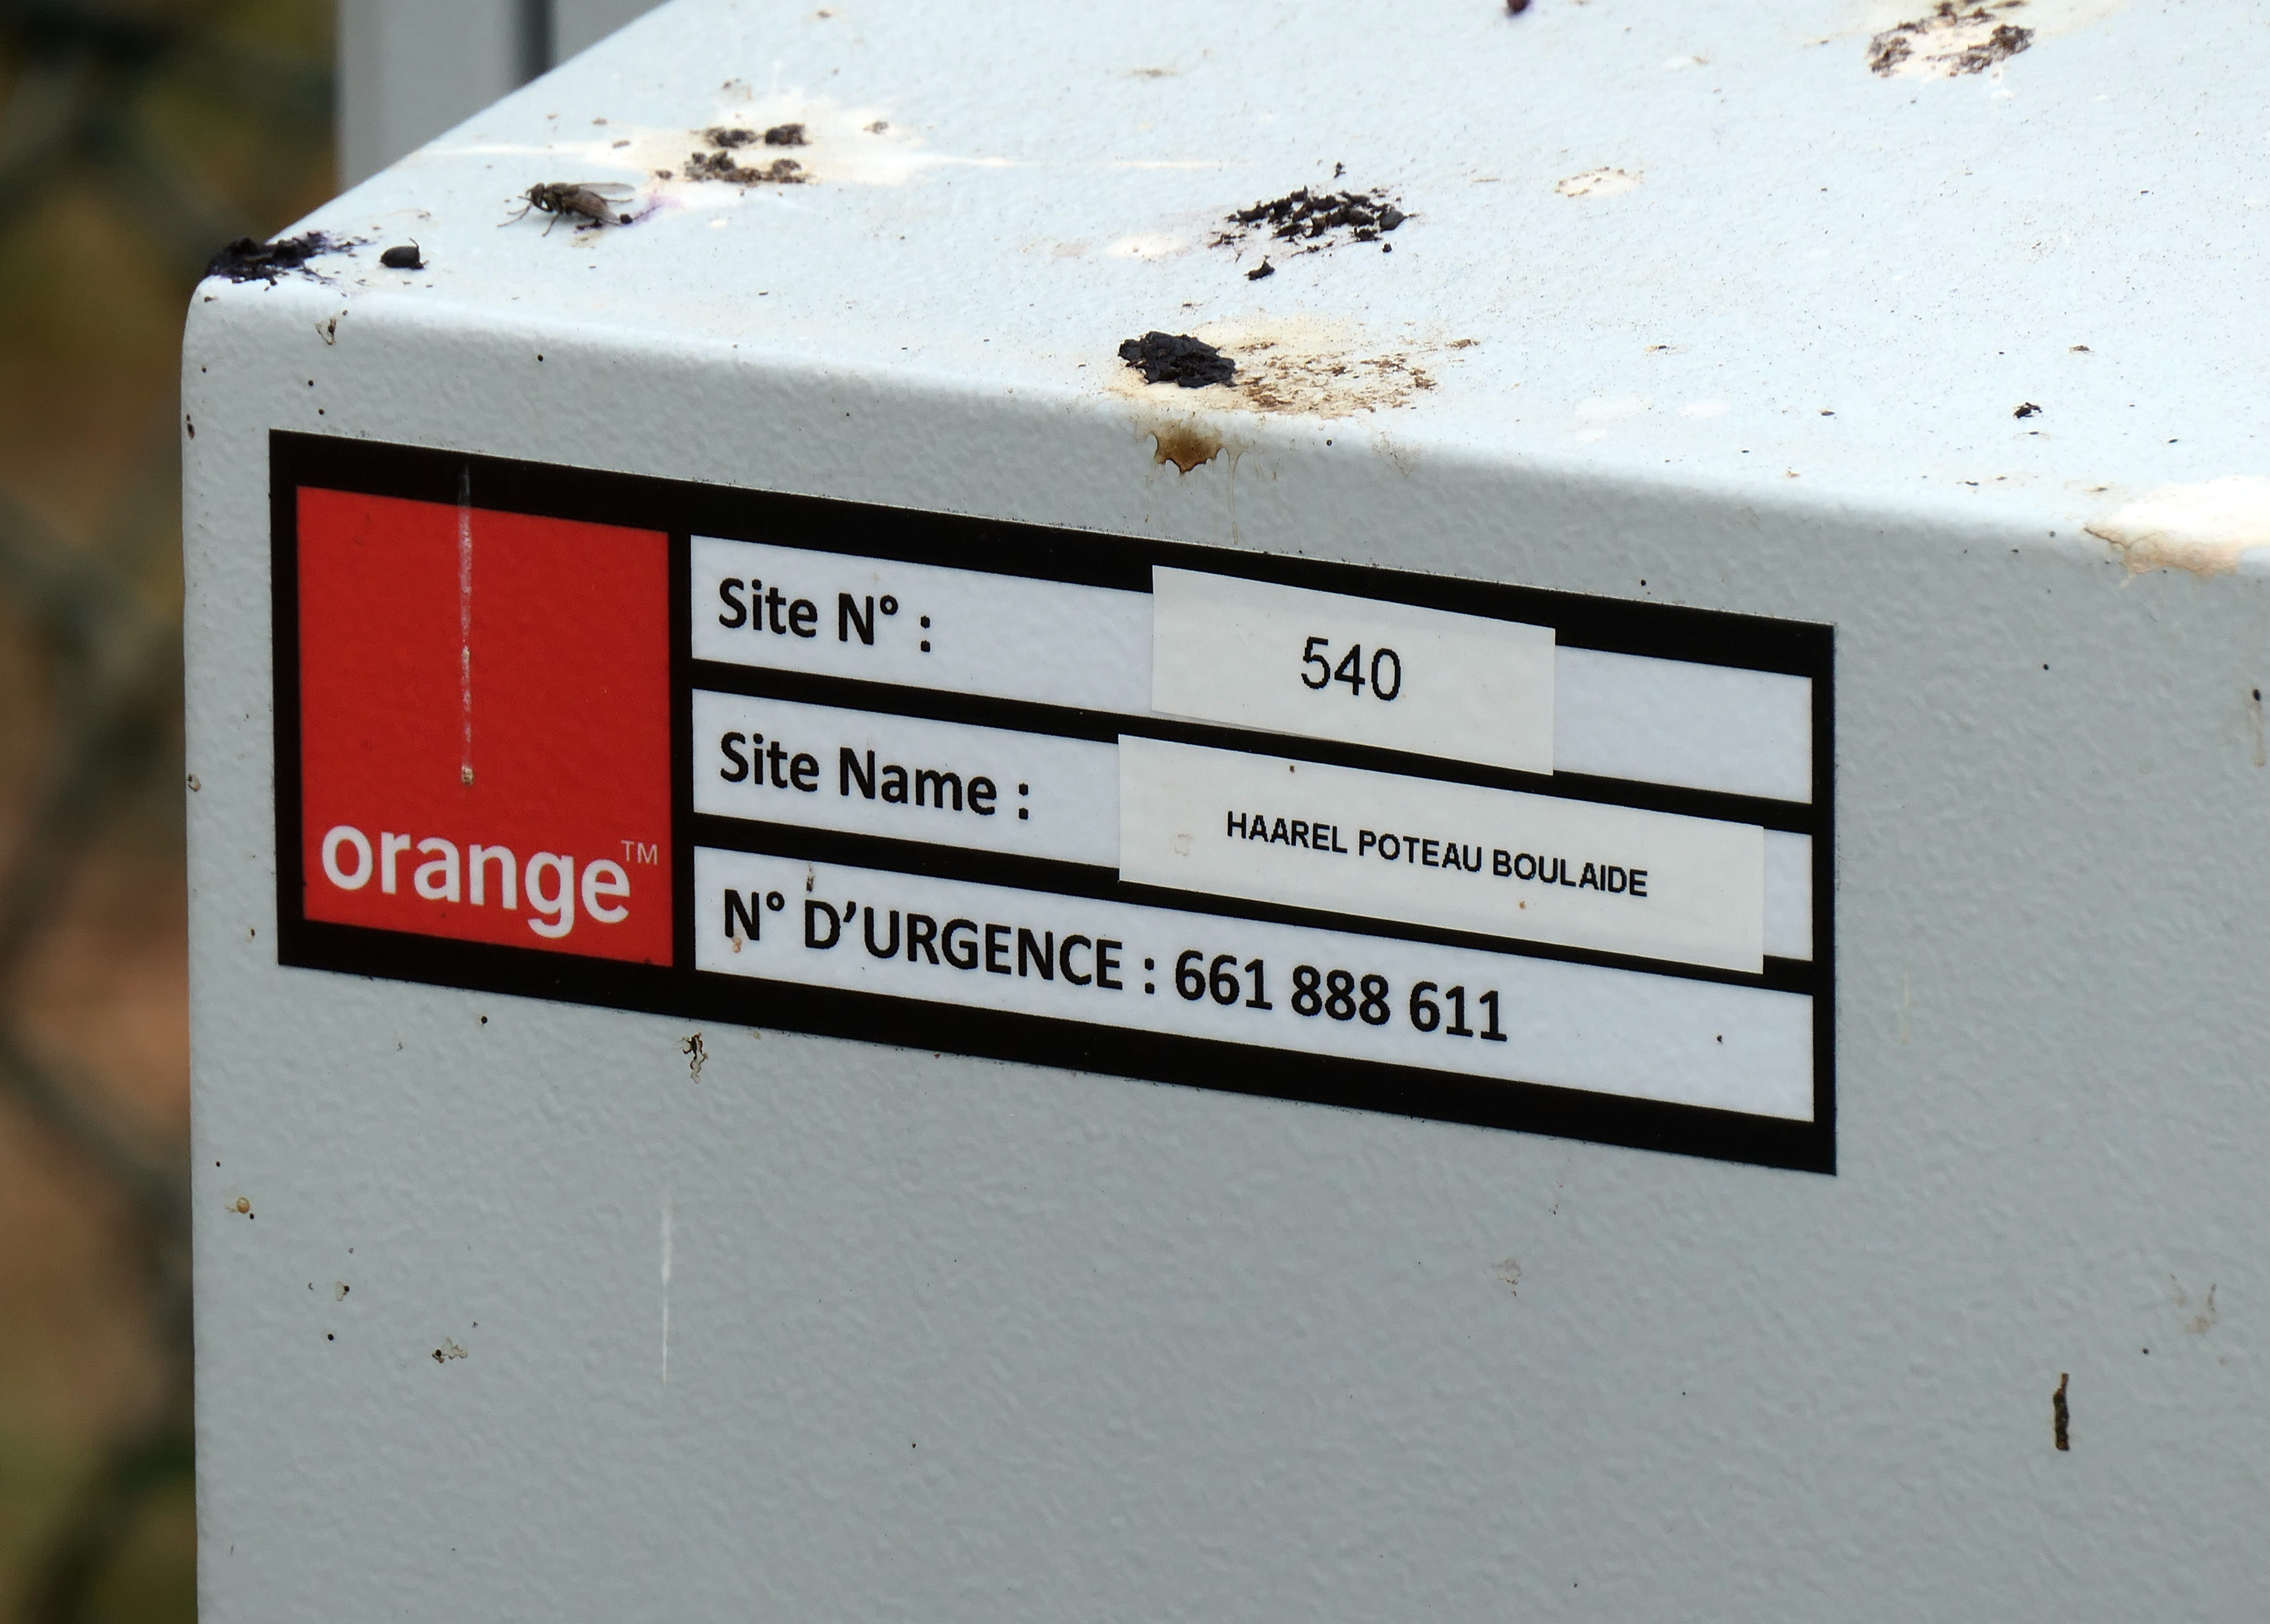 orange™
Site N° : 540
Site Name : HAAREL POTEAU BOULAIDE
N° D’URGENCE : 661 888 611